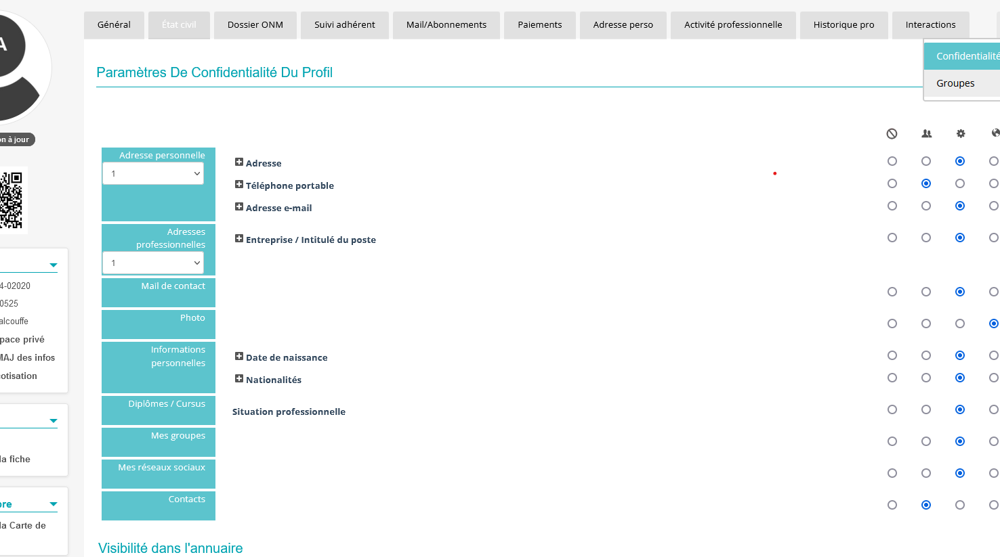 Général
État civil
Dossier ONM
Suivi adhérent
Mail/Abonnements
Paiements
Adresse perso
Activité professionnelle
Historique pro
Interactions
Confidentialité
Groupes
Paramètres De Confidentialité Du Profil
A
n à jour
Adresse personnelle
1
Adresse
Téléphone portable
Adresse e-mail
Adresses
professionnelles
1
Entreprise / Intitulé du poste
Mail de contact
Photo
Informations
personnelles
Date de naissance
Nationalités
Diplômes / Cursus
Situation professionnelle
Mes groupes
Mes réseaux sociaux
Contacts
Visibilité dans l'annuaire
4-02020
0525
alcouffe
pace privé
MAJ des infos
cotisation
la fiche
bre
la Carte de